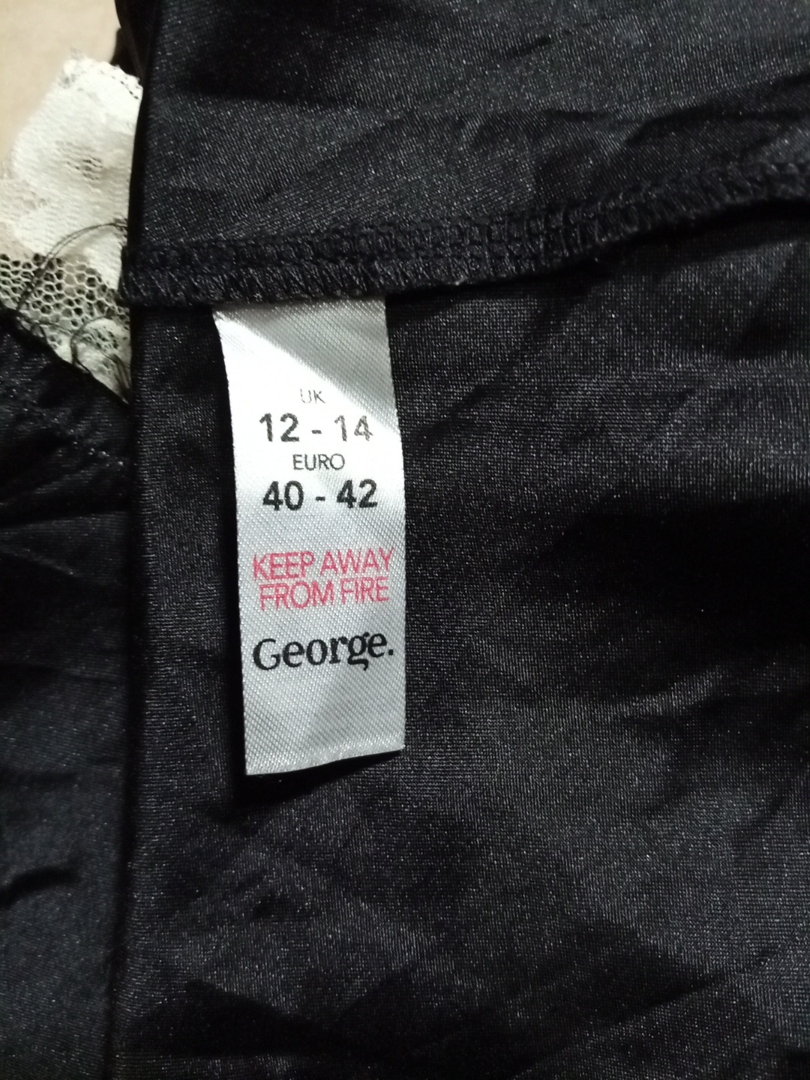 UK
12 - 14
EURO
40 - 42
KEEP AWAY
FROM FIRE
George.